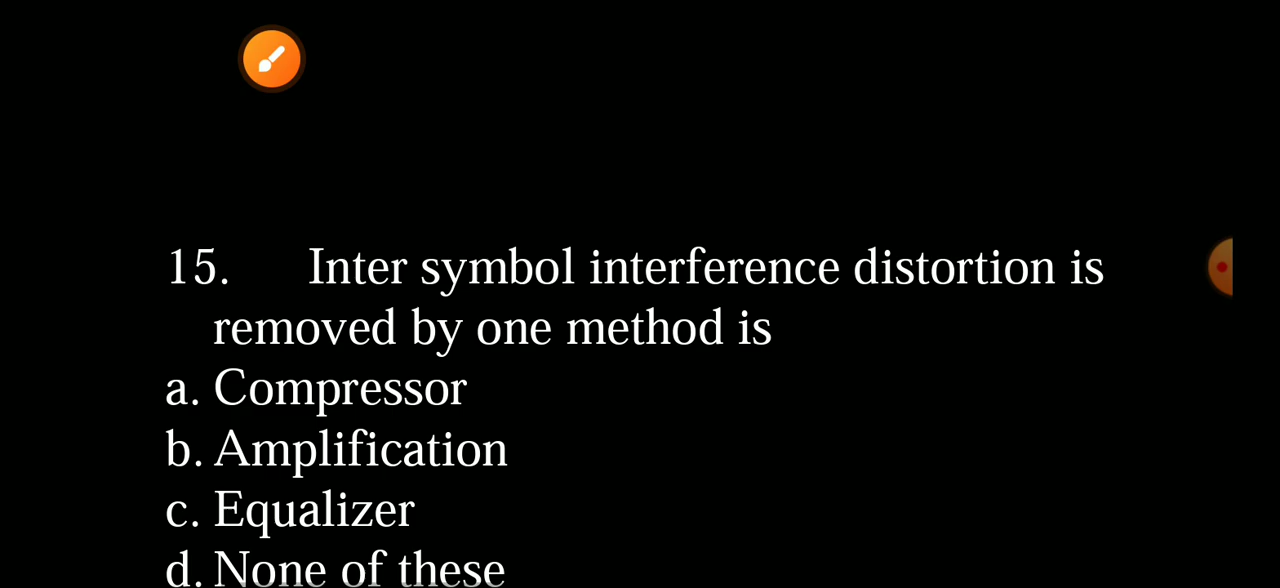 15. Inter symbol interference distortion is
removed by one method is
a. Compressor
b. Amplification
c. Equalizer
d. None of these